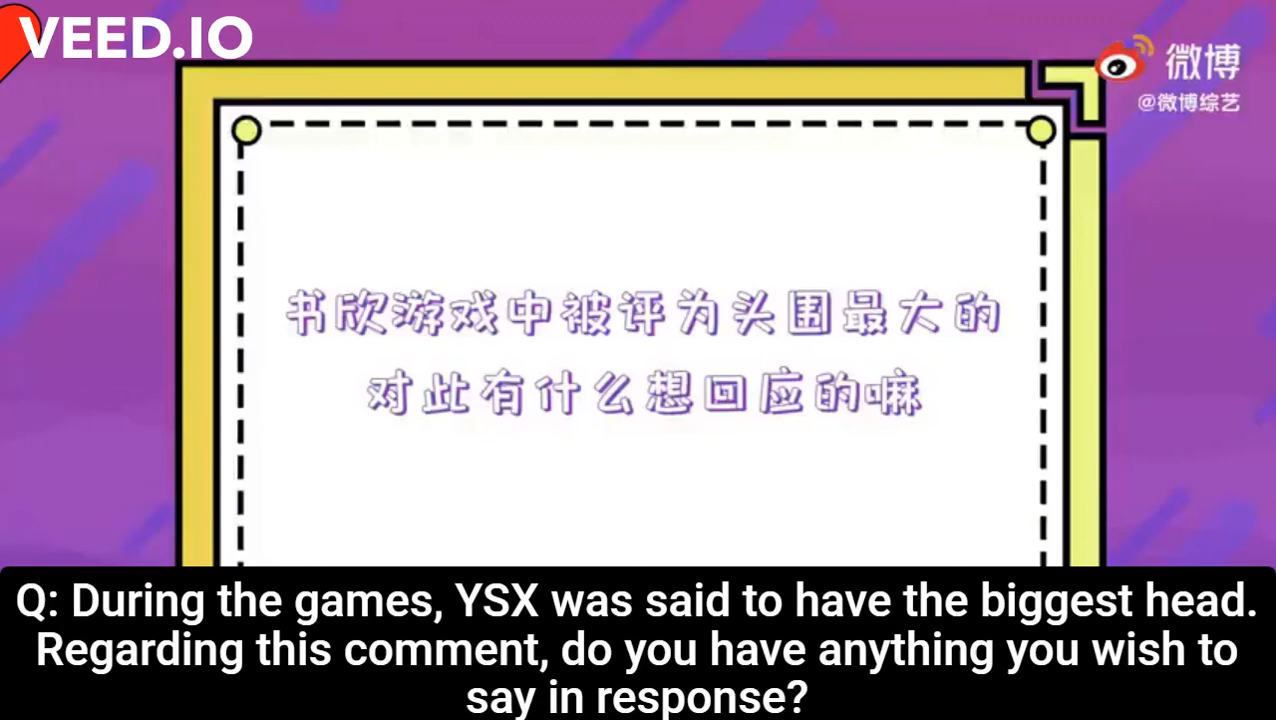 VEED.IO
微博
@微博综艺
书欣游戏中被评为头围最大的
对此有什么想回应的嘛
Q: During the games, YSX was said to have the biggest head.
Regarding this comment, do you have anything you wish to
say in response?